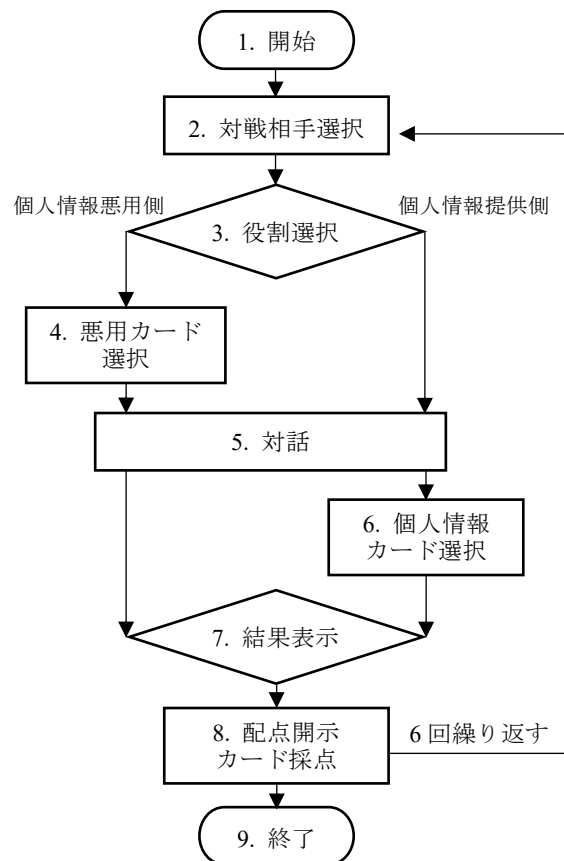 1. 開始
2. 対戦相手選択
個人情報悪用側
個人情報提供側
3. 役割選択
4. 悪用カード
選択
5. 対話
6. 個人情報
カード選択
7. 結果表示
8. 配点開示
カード採点
6回繰り返す
9. 終了